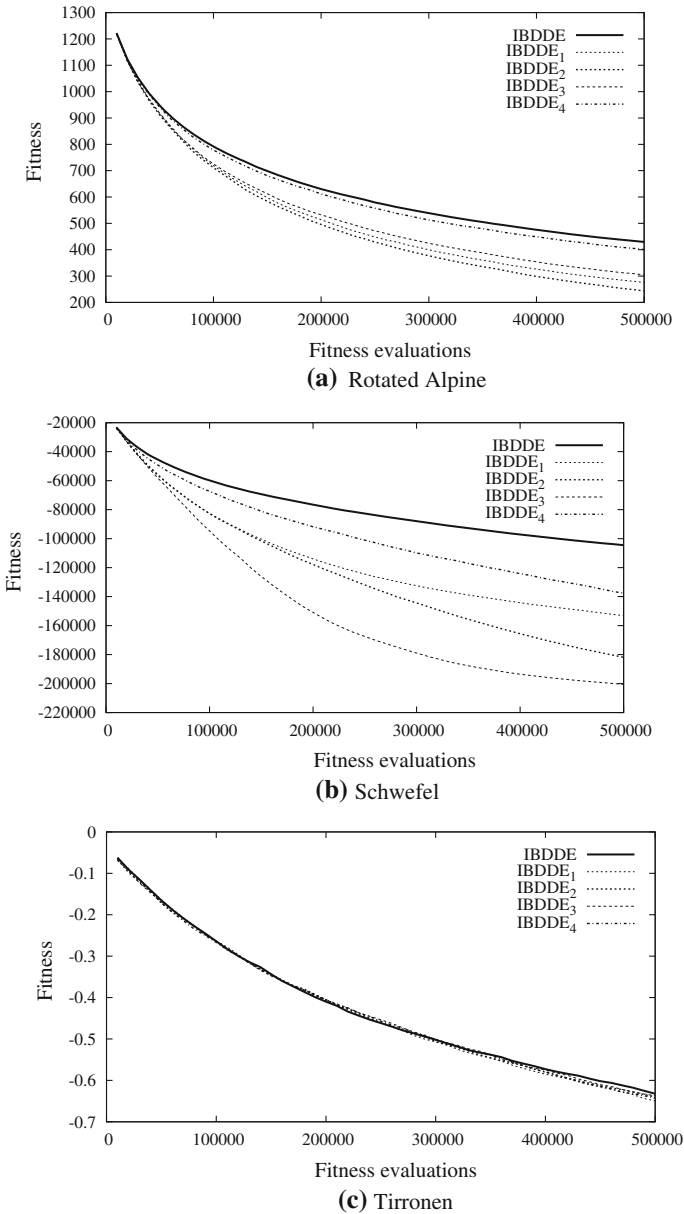 1300
1200
1100
1000
900
800
700
600
500
400
300
200
Fitness
IBDDE
IBDDE1
IBDDE2
IBDDE3
IBDDE4
100000 200000 300000 400000 500000
Fitness evaluations
(a) Rotated Alpine
-20000
-40000
-60000
-80000
-100000
-120000
-140000
-160000
-180000
-200000
-220000
Fitness
IBDDE
IBDDE1
IBDDE2
IBDDE3
IBDDE4
0 100000 200000 300000 400000 500000
Fitness evaluations
(b) Schwefel
0
-0.1
-0.2
-0.3
-0.4
-0.5
-0.6
-0.7
Fitness
IBDDE
IBDDE1
IBDDE2
IBDDE3
IBDDE4
0 100000 200000 300000 400000 500000
Fitness evaluations
(c) Tirronen